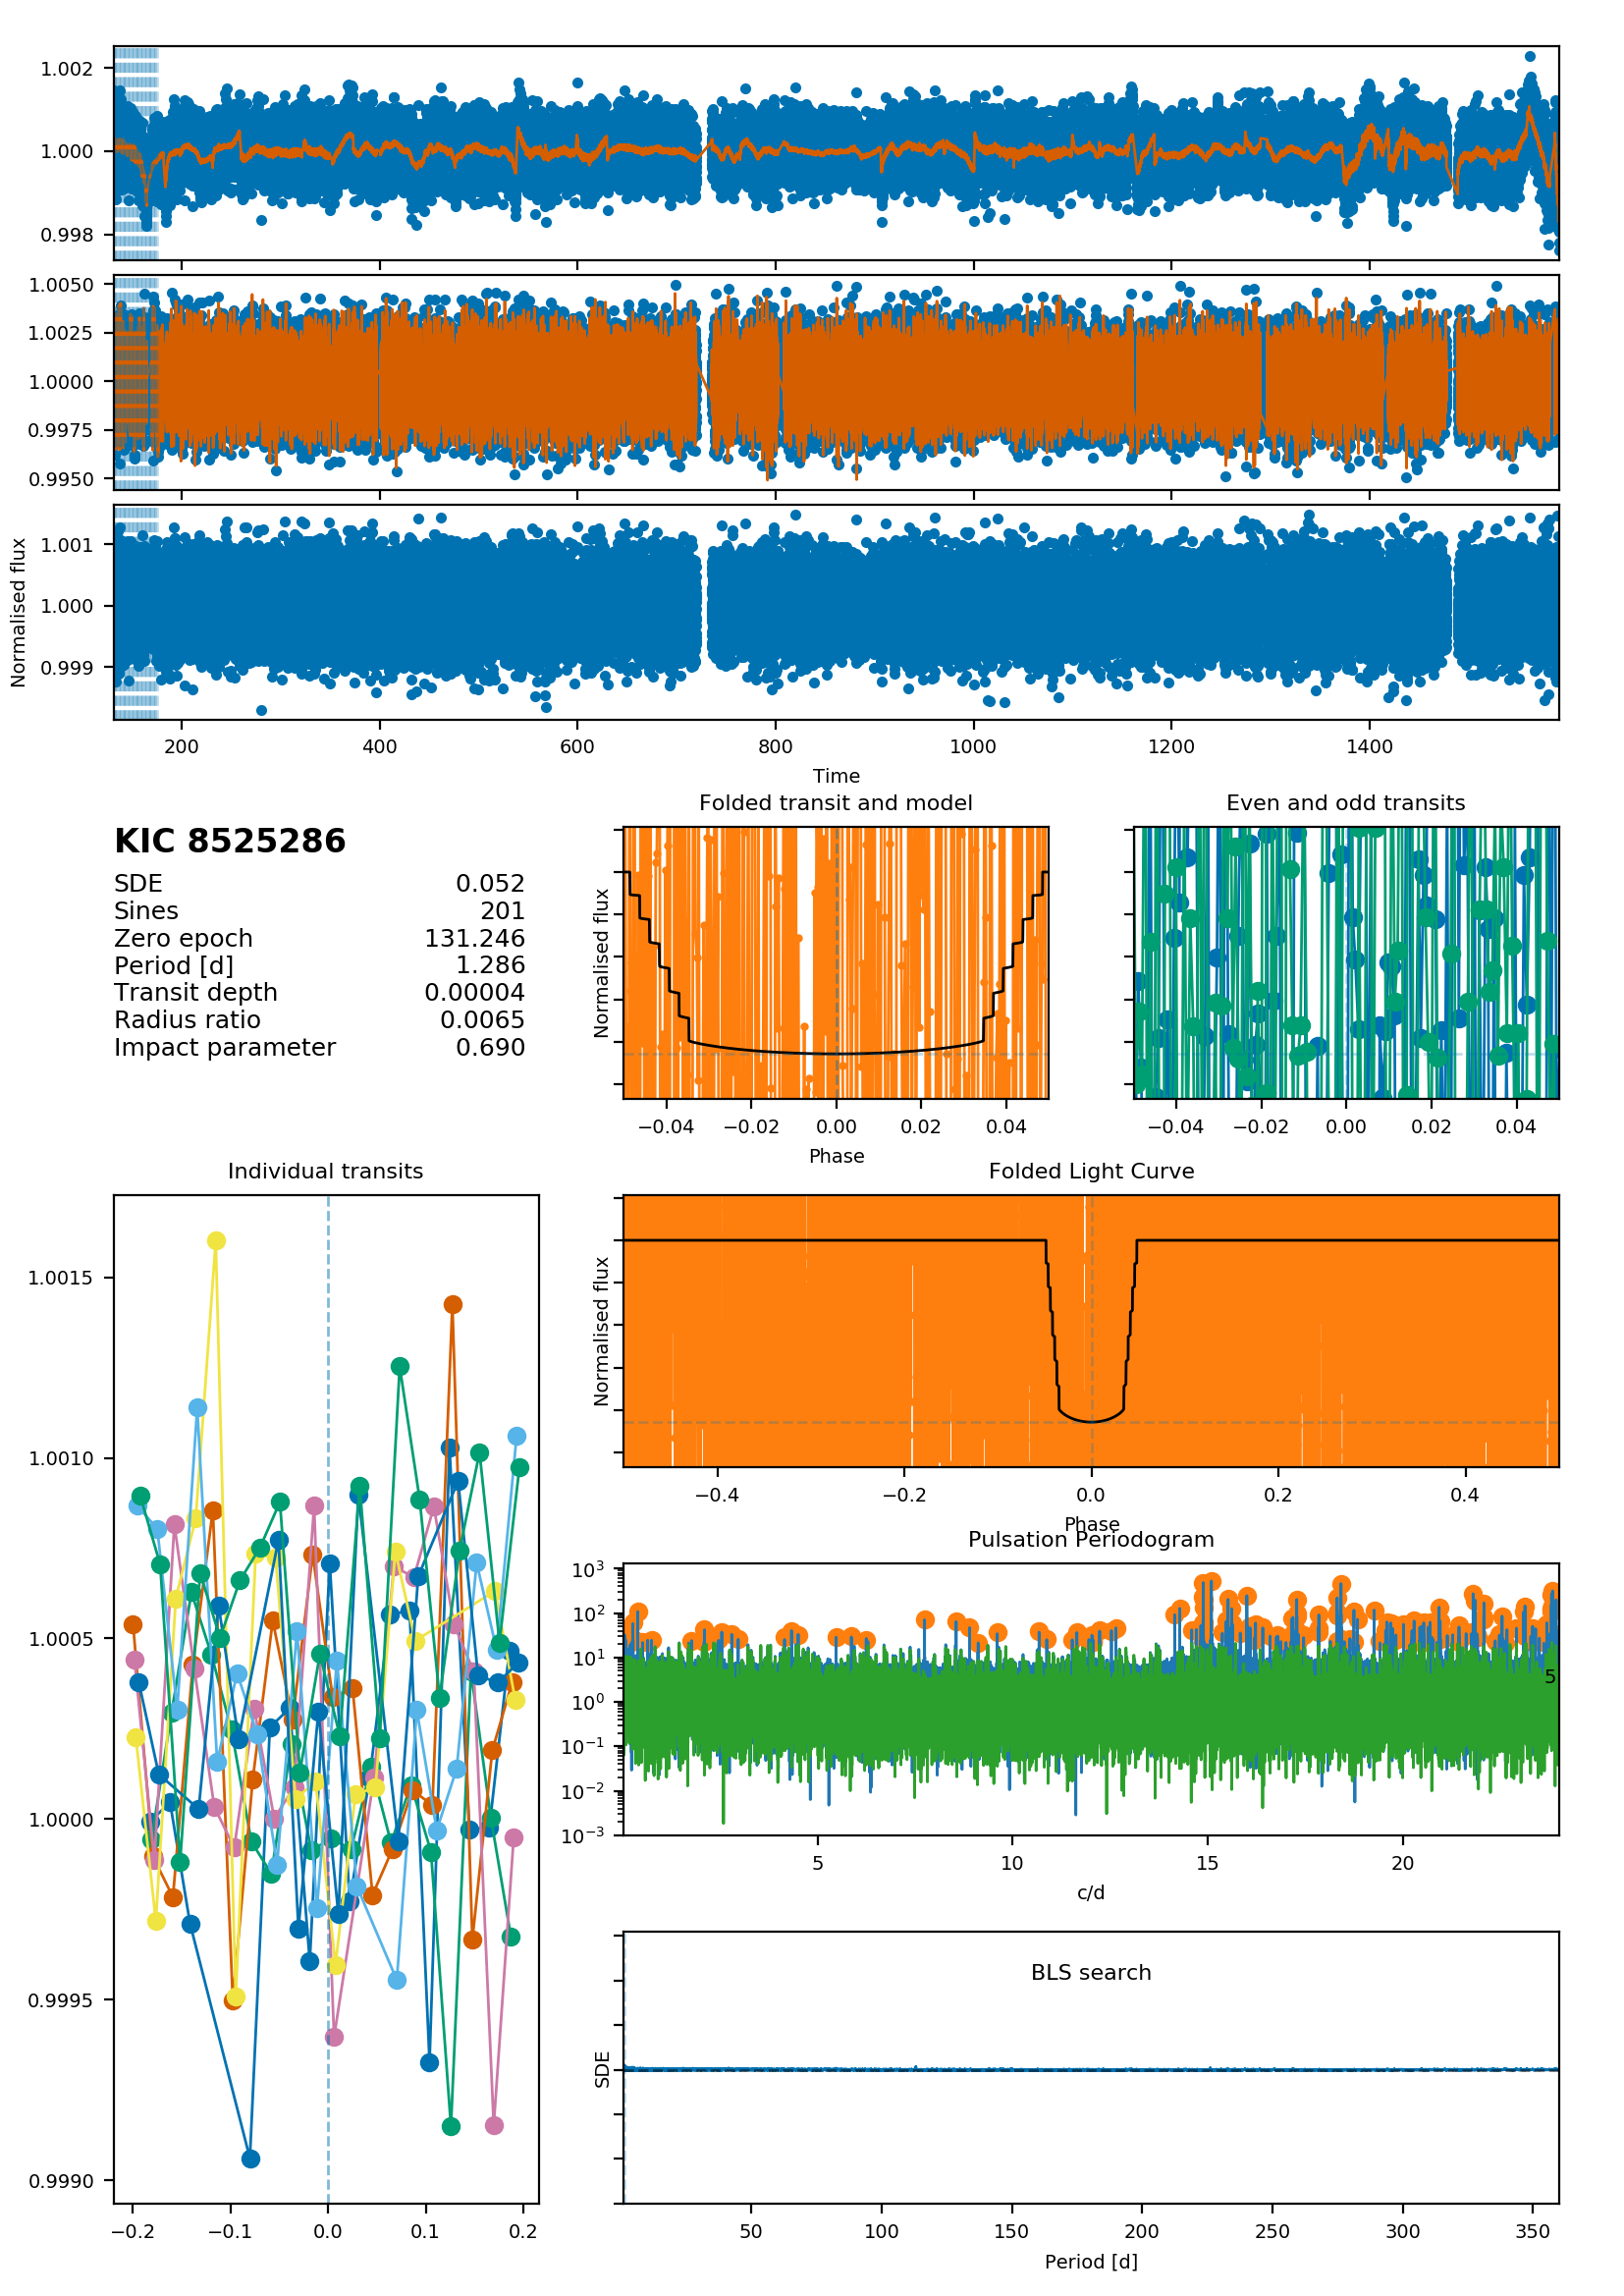 1.002
1.000
0.998
1.0050
1.0025
1.0000
0.9975
0.9950
Normalised flux
1.001
1.000
0.999
200 400 600 800 1000 1200 1400
Time
KIC 8525286
SDE 0.052
Sines 201
Zero epoch 131.246
Period [d] 1.286
Transit depth 0.00004
Radius ratio 0.0065
Impact parameter 0.690
Folded transit and model
Normalised flux
−0.04 −0.02 0.00 0.02 0.04
Phase
Even and odd transits
−0.04 −0.02 0.00 0.02 0.04
Individual transits
1.0015
1.0010
1.0005
1.0000
0.9995
0.9990
−0.2 −0.1 0.0 0.1 0.2
Folded Light Curve
Normalised flux
−0.4 −0.2 0.0 0.2 0.4
Phase
Pulsation Periodogram
10³
10²
10¹
10⁰
10⁻¹
10⁻²
10⁻³
5
5 10 15 20
c/d
BLS search
SDE
50 100 150 200 250 300 350
Period [d]